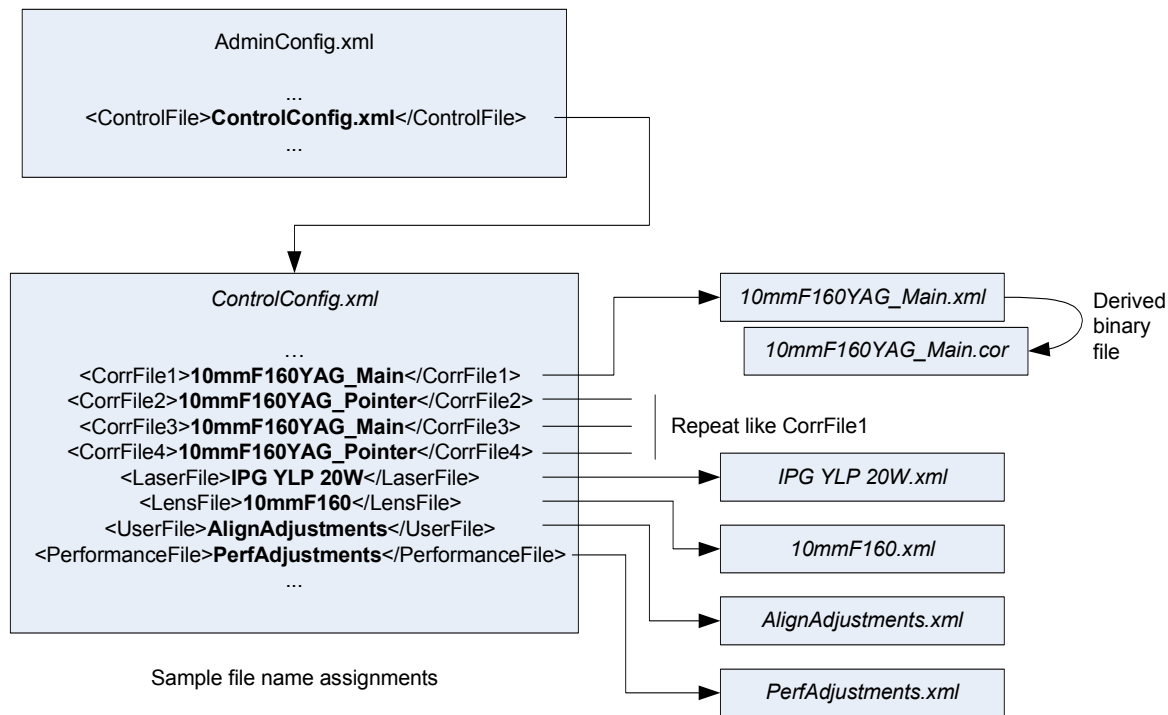 AdminConfig.xml
...
<ControlFile>ControlConfig.xml</ControlFile>
...
ControlConfig.xml
...
<CorrFile1>10mmF160YAG_Main</CorrFile1>
<CorrFile2>10mmF160YAG_Pointer</CorrFile2>
<CorrFile3>10mmF160YAG_Main</CorrFile3>
<CorrFile4>10mmF160YAG_Pointer</CorrFile4>
<LaserFile>IPG YLP 20W</LaserFile>
<LensFile>10mmF160</LensFile>
<UserFile>AlignAdjustments</UserFile>
<PerformanceFile>PerfAdjustments</PerformanceFile>
...
Sample file name assignments
10mmF160YAG_Main.xml
10mmF160YAG_Main.cor
Derived
binary
file
Repeat like CorrFile1
IPG YLP 20W.xml
10mmF160.xml
AlignAdjustments.xml
PerfAdjustments.xml